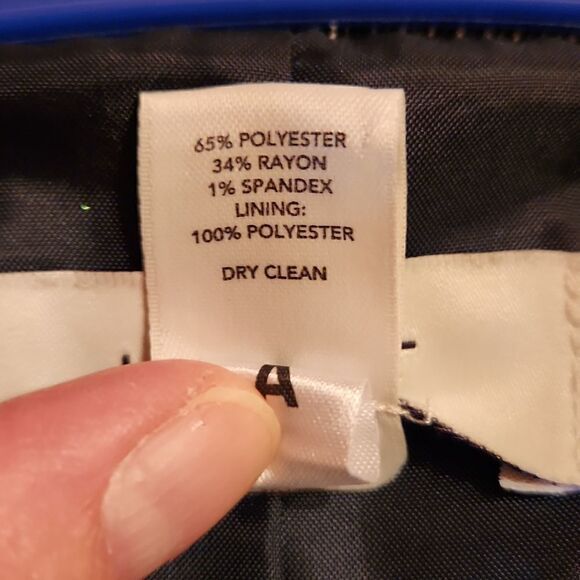 65% POLYESTER
34% RAYON
1% SPANDEX
LINING:
100% POLYESTER
DRY CLEAN